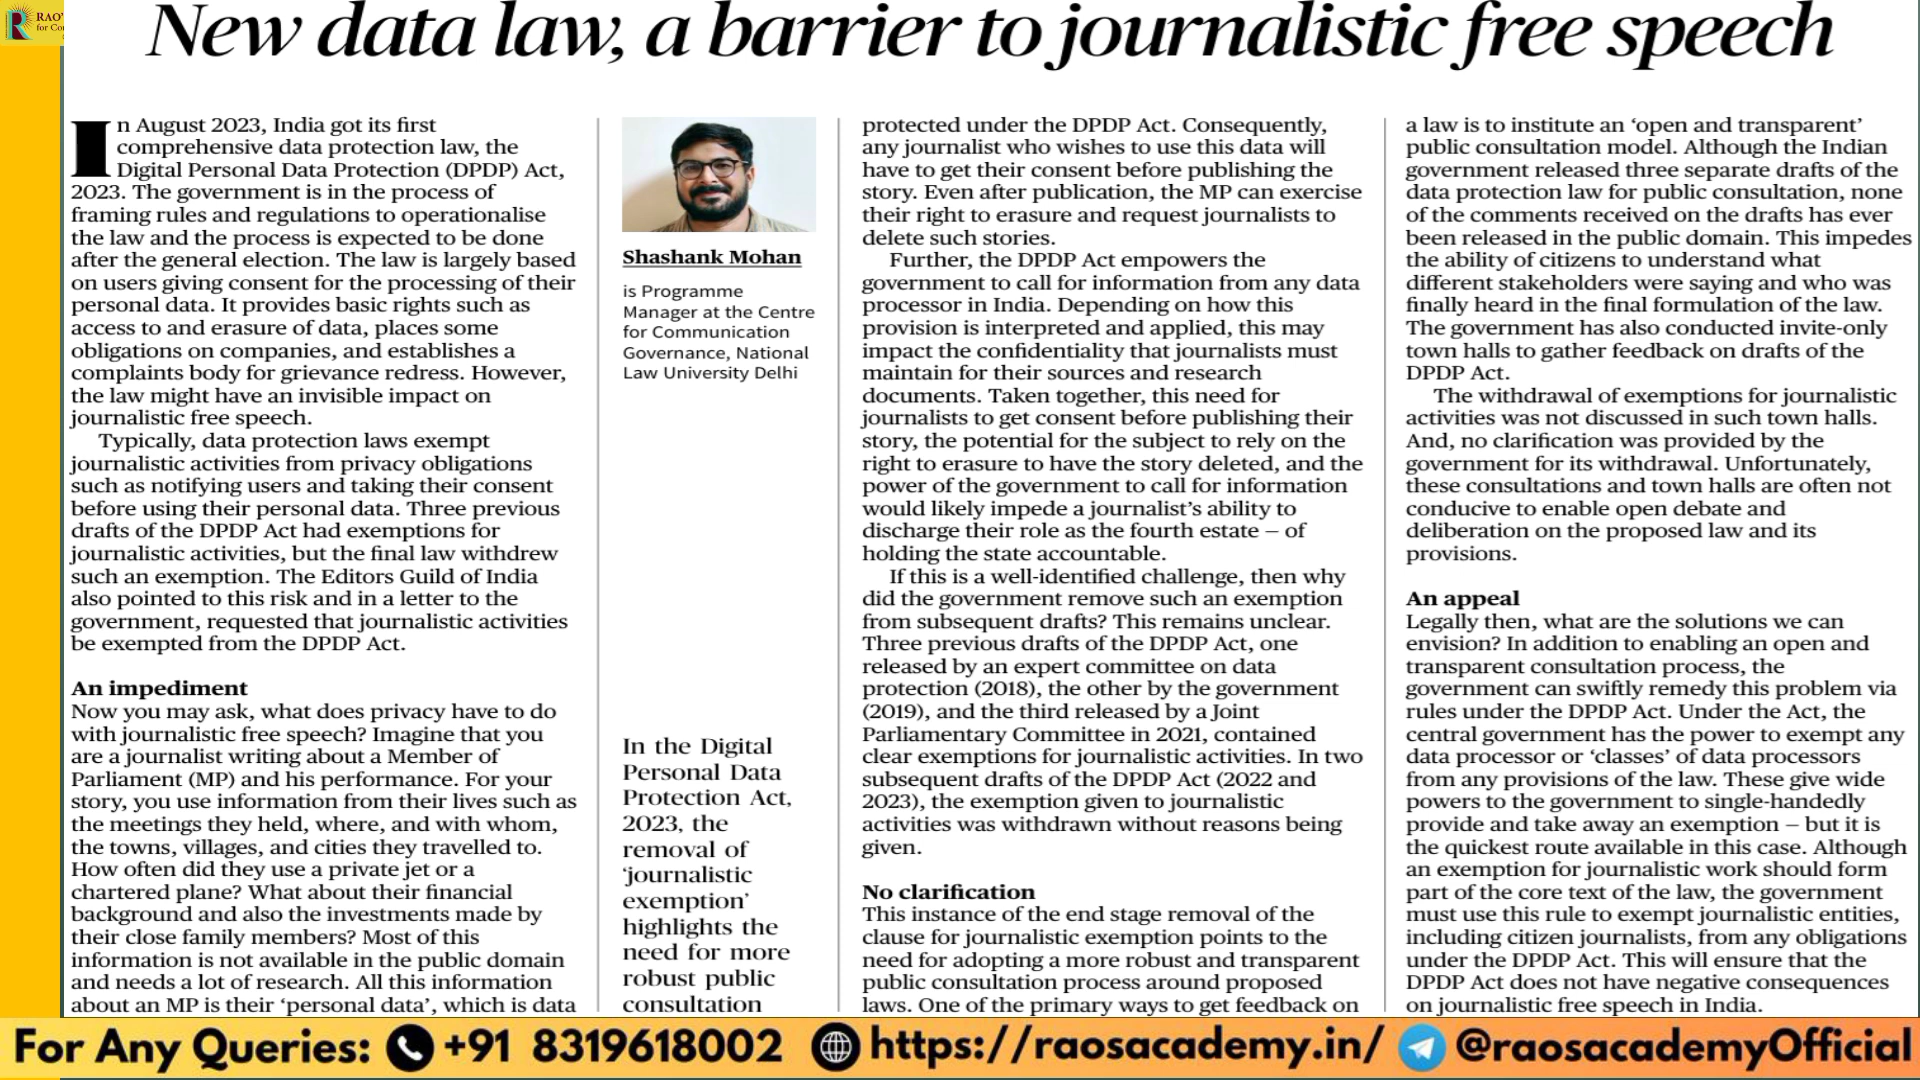 New data law, a barrier to journalistic free speech
In August 2023, India got its first
comprehensive data protection law, the
Digital Personal Data Protection (DPDP) Act,
2023. The government is in the process of
framing rules and regulations to operationalise
the law and the process is expected to be done
after the general election. The law is largely based
on users giving consent for the processing of their
personal data. It provides basic rights such as
access to and erasure of data, places some
obligations on companies, and establishes a
complaints body for grievance redress. However,
the law might have an invisible impact on
journalistic free speech.
Typically, data protection laws exempt
journalistic activities from privacy obligations
such as notifying users and taking their consent
before using their personal data. Three previous
drafts of the DPDP Act had exemptions for
journalistic activities, but the final law withdrew
such an exemption. The Editors Guild of India
also pointed to this risk and in a letter to the
government, requested that journalistic activities
be exempted from the DPDP Act.
An impediment
Now you may ask, what does privacy have to do
with journalistic free speech? Imagine that you
are a journalist writing about a Member of
Parliament (MP) and his performance. For your
story, you use information from their lives such as
the meetings they held, where, and with whom,
the towns, villages, and cities they travelled to.
How often did they use a private jet or a
chartered plane? What about their financial
background and also the investments made by
their close family members? Most of this
information is not available in the public domain
and needs a lot of research. All this information
about an MP is their ‘personal data’, which is data
Shashank Mohan
is Programme
Manager at the Centre
for Communication
Governance, National
Law University Delhi
In the Digital
Personal Data
Protection Act,
2023, the
removal of
‘journalistic
exemption’
highlights the
need for more
robust public
consultation
protected under the DPDP Act. Consequently,
any journalist who wishes to use this data will
have to get their consent before publishing the
story. Even after publication, the MP can exercise
their right to erasure and request journalists to
delete such stories.
Further, the DPDP Act empowers the
government to call for information from any data
processor in India. Depending on how this
provision is interpreted and applied, this may
impact the confidentiality that journalists must
maintain for their sources and research
documents. Taken together, this need for
journalists to get consent before publishing their
story, the potential for the subject to rely on the
right to erasure to have the story deleted, and the
power of the government to call for information
would likely impede a journalist’s ability to
discharge their role as the fourth estate – of
holding the state accountable.
If this is a well-identified challenge, then why
did the government remove such an exemption
from subsequent drafts? This remains unclear.
Three previous drafts of the DPDP Act, one
released by an expert committee on data
protection (2018), the other by the government
(2019), and the third released by a Joint
Parliamentary Committee in 2021, contained
clear exemptions for journalistic activities. In two
subsequent drafts of the DPDP Act (2022 and
2023), the exemption given to journalistic
activities was withdrawn without reasons being
given.
No clarification
This instance of the end stage removal of the
clause for journalistic exemption points to the
need for adopting a more robust and transparent
public consultation process around proposed
laws. One of the primary ways to get feedback on
a law is to institute an ‘open and transparent’
public consultation model. Although the Indian
government released three separate drafts of the
data protection law for public consultation, none
of the comments received on the drafts has ever
been released in the public domain. This impedes
the ability of citizens to understand what
different stakeholders were saying and who was
finally heard in the final formulation of the law.
The government has also conducted invite-only
town halls to gather feedback on drafts of the
DPDP Act.
The withdrawal of exemptions for journalistic
activities was not discussed in such town halls.
And, no clarification was provided by the
government for its withdrawal. Unfortunately,
these consultations and town halls are often not
conducive to enable open debate and
deliberation on the proposed law and its
provisions.
An appeal
Legally then, what are the solutions we can
envision? In addition to enabling an open and
transparent consultation process, the
government can swiftly remedy this problem via
rules under the DPDP Act. Under the Act, the
central government has the power to exempt any
data processor or ‘classes’ of data processors
from any provisions of the law. These give wide
powers to the government to single-handedly
provide and take away an exemption – but it is
the quickest route available in this case. Although
an exemption for journalistic work should form
part of the core text of the law, the government
must use this rule to exempt journalistic entities,
including citizen journalists, from any obligations
under the DPDP Act. This will ensure that the
DPDP Act does not have negative consequences
on journalistic free speech in India.
For Any Queries: +91 8319618002 https://raosacademy.in/ @raosacademyOfficial